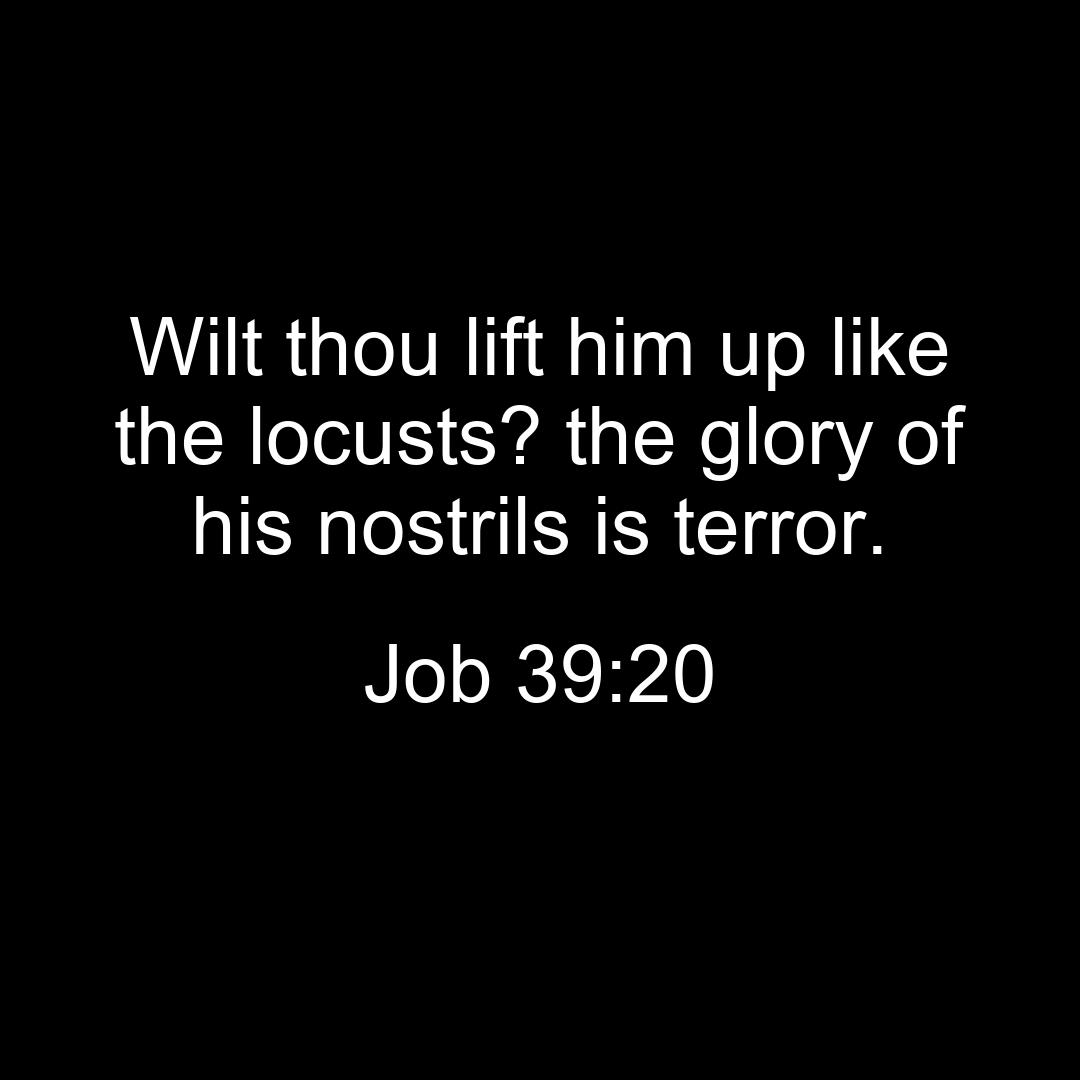 Wilt thou lift him up like
the locusts? the glory of
his nostrils is terror.
Job 39:20